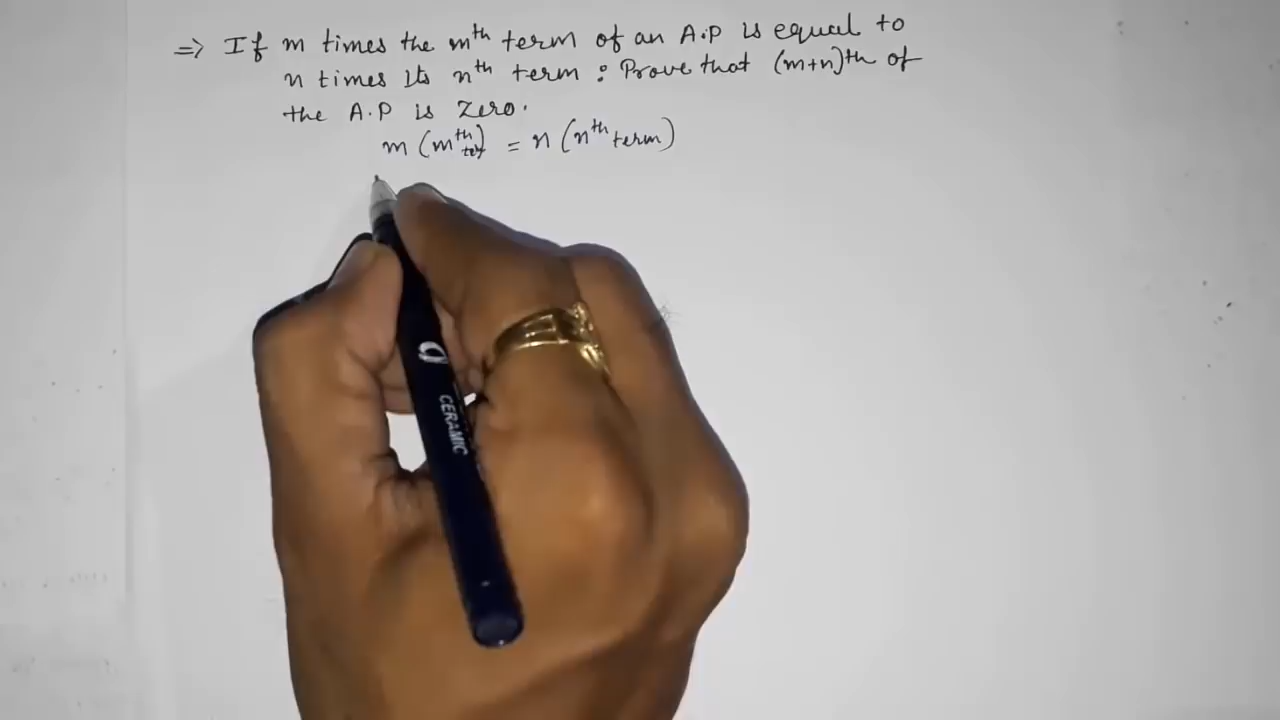 => If m times the mth term of an A.P is equal to
n times its nth term : Prove that (m+n)th of
the A.P is Zero.
m (mth term) = n (nth term)
CERAMIC